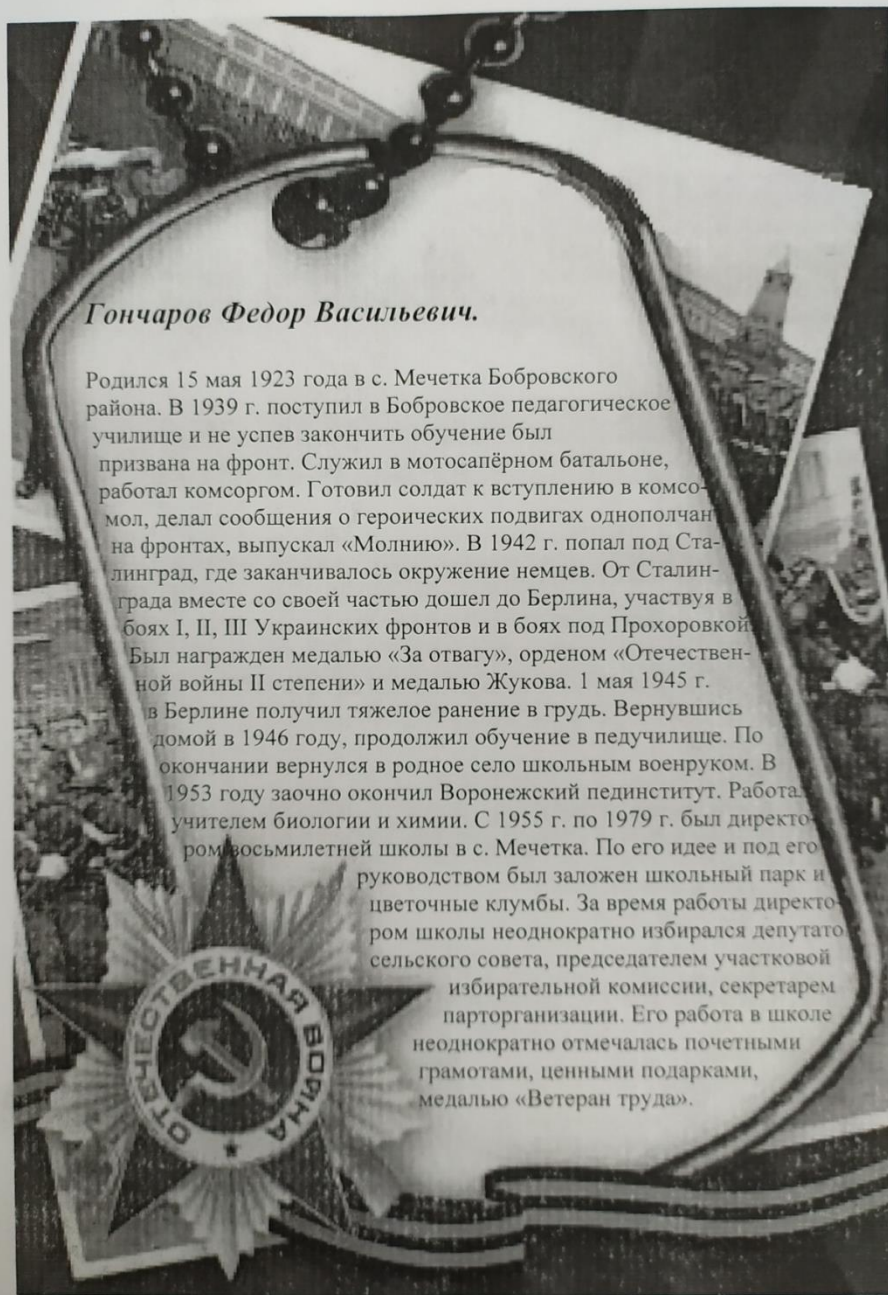 Гончаров Федор Васильевич.
Родился 15 мая 1923 года в с. Мечетка Бобровского
района. В 1939 г. поступил в Бобровское педагогическое
училище и не успев закончить обучение был
призвана на фронт. Служил в мотосапёрном батальоне,
работал комсоргом. Готовил солдат к вступлению в комсо-
мол, делал сообщения о героических подвигах однополчан
на фронтах, выпускал «Молнию». В 1942 г. попал под Ста-
линград, где заканчивалось окружение немцев. От Сталин-
града вместе со своей частью дошел до Берлина, участвуя в
боях I, II, III Украинских фронтов и в боях под Прохоровкой.
Был награжден медалью «За отвагу», орденом «Отечествен-
ной войны II степени» и медалью Жукова. 1 мая 1945 г.
в Берлине получил тяжелое ранение в грудь. Вернувшись
домой в 1946 году, продолжил обучение в педучилище. По
окончании вернулся в родное село школьным военруком. В
1953 году заочно окончил Воронежский пединститут. Работа
учителем биологии и химии. С 1955 г. по 1979 г. был директо-
ром восьмилетней школы в с. Мечетка. По его идее и под его
руководством был заложен школьный парк и
цветочные клумбы. За время работы директо-
ром школы неоднократно избирался депутато
сельского совета, председателем участковой
избирательной комиссии, секретарем
парторганизации. Его работа в школе
неоднократно отмечалась почетными
грамотами, ценными подарками,
медалью «Ветеран труда».
ОТЕЧЕСТВЕННАЯ ВОЙНА